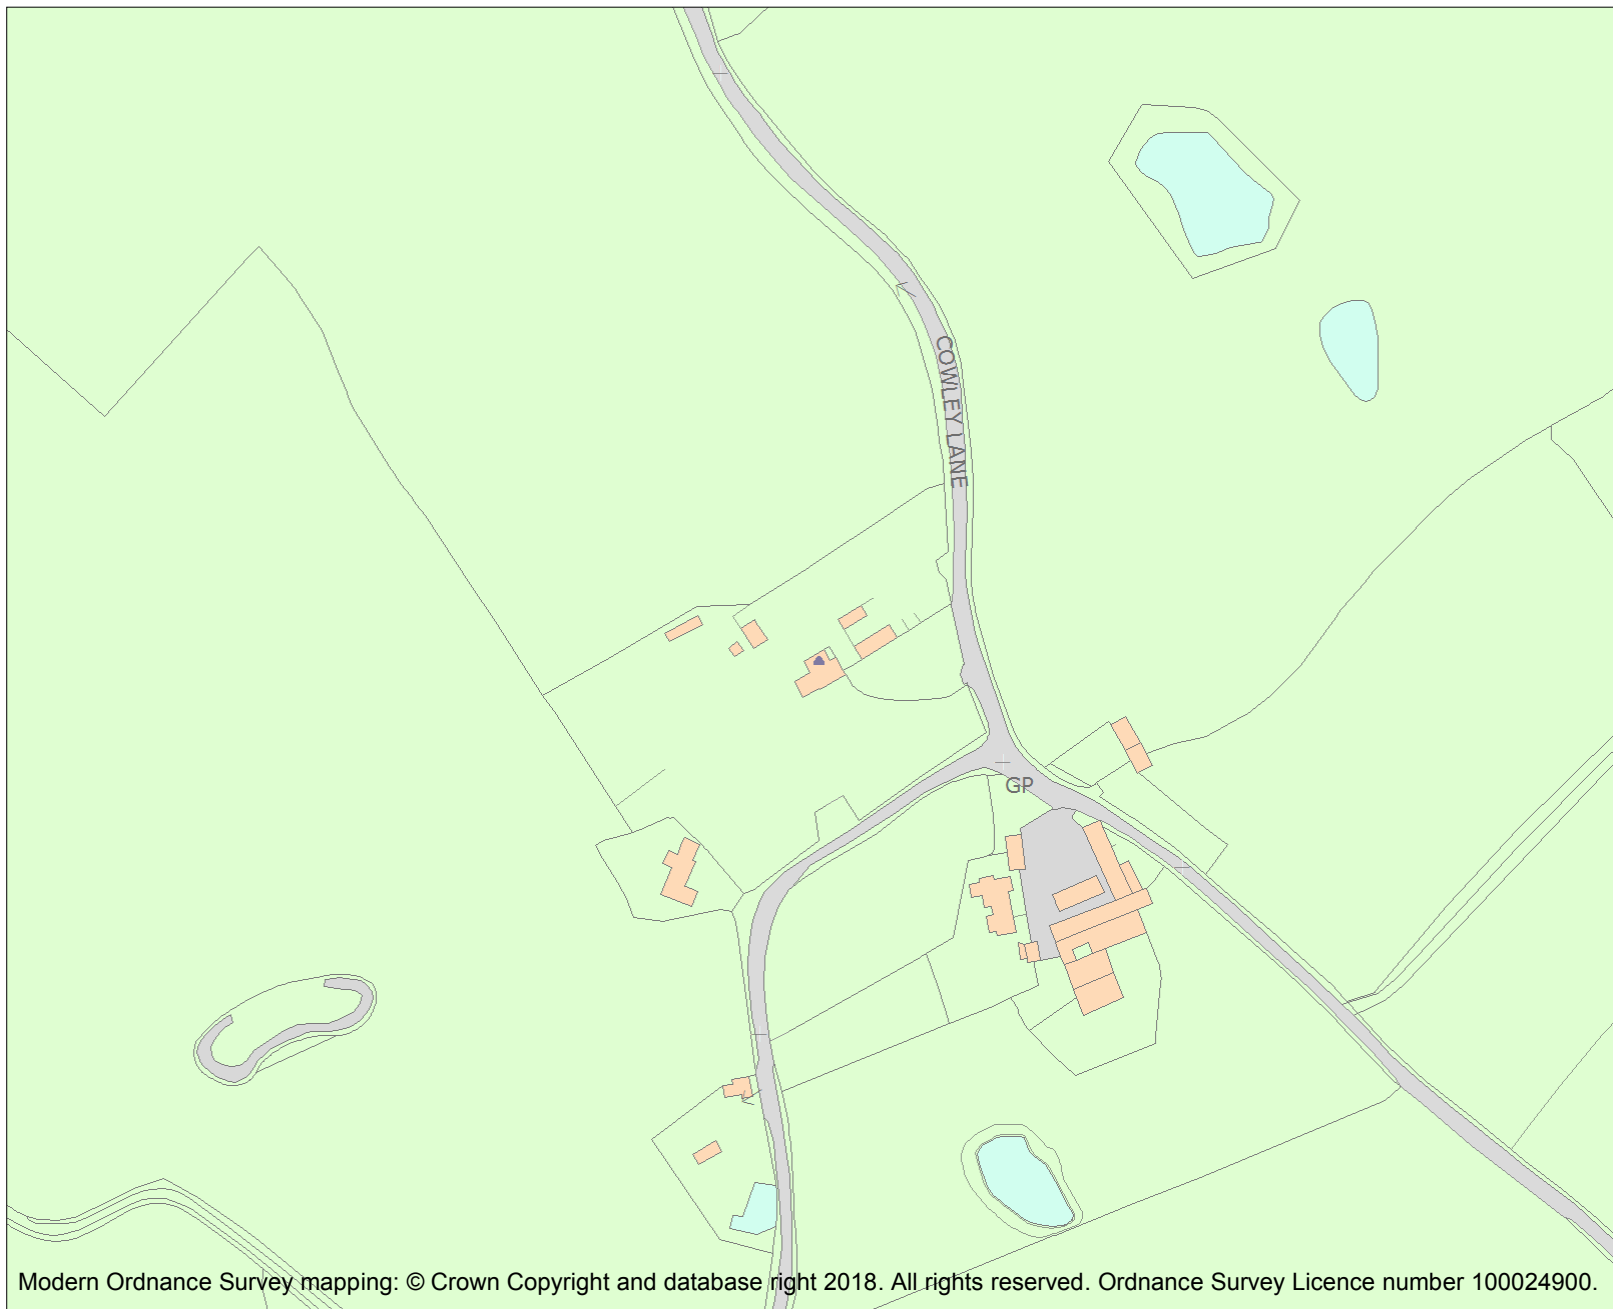 COWLEY LANE
GP
Modern Ordnance Survey mapping: © Crown Copyright and database right 2018. All rights reserved. Ordnance Survey Licence number 100024900.